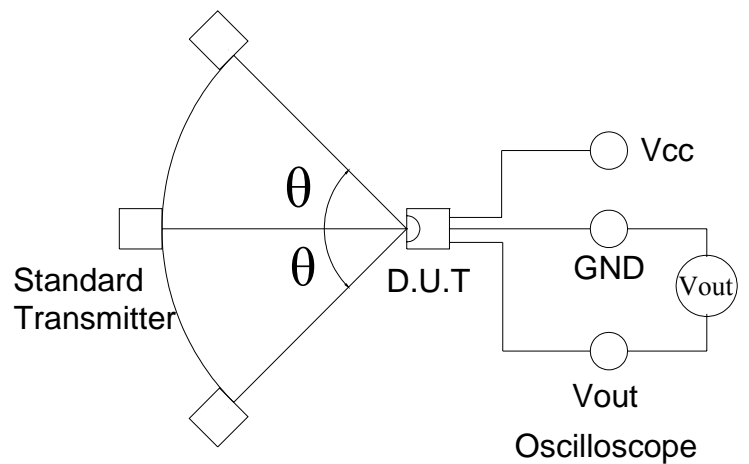 Vcc
θ
θ
GND
D.U.T
Standard
Transmitter
Vout
Vout
Oscilloscope